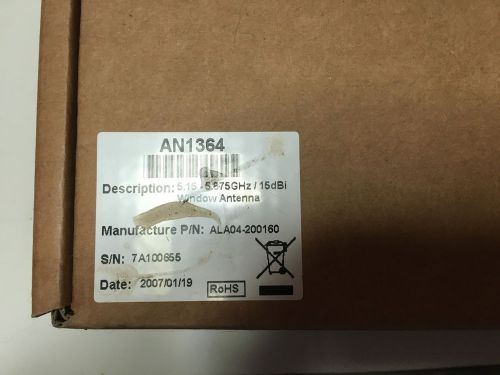 AN1364
Description: 5.15 - 5.875GHz / 15dBi
Window Antenna
Manufacture P/N: ALA04-200160
S/N: 7A100655
Date: 2007/01/19 RoHS